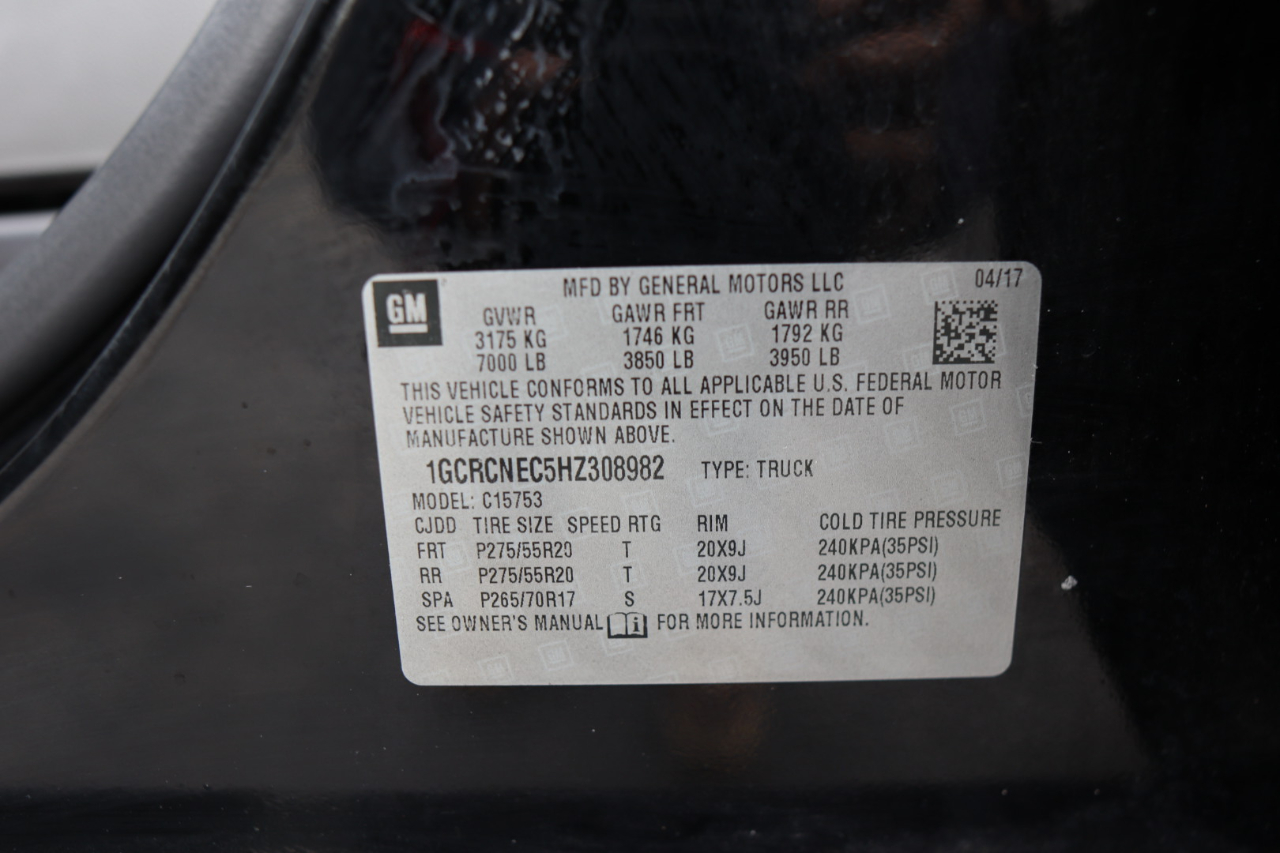 GM MFD BY GENERAL MOTORS LLC 04/17
GVWR GAWR FRT GAWR RR
3175 KG 1746 KG 1792 KG
7000 LB 3850 LB 3950 LB
THIS VEHICLE CONFORMS TO ALL APPLICABLE U.S. FEDERAL MOTOR
VEHICLE SAFETY STANDARDS IN EFFECT ON THE DATE OF
MANUFACTURE SHOWN ABOVE.
1GCRCNEC5HZ308982 TYPE: TRUCK
MODEL: C15753
CJDD TIRE SIZE SPEED RTG RIM COLD TIRE PRESSURE
FRT P275/55R20 T 20X9J 240KPA(35PSI)
RR P275/55R20 T 20X9J 240KPA(35PSI)
SPA P265/70R17 S 17X7.5J 240KPA(35PSI)
SEE OWNER'S MANUAL i FOR MORE INFORMATION.